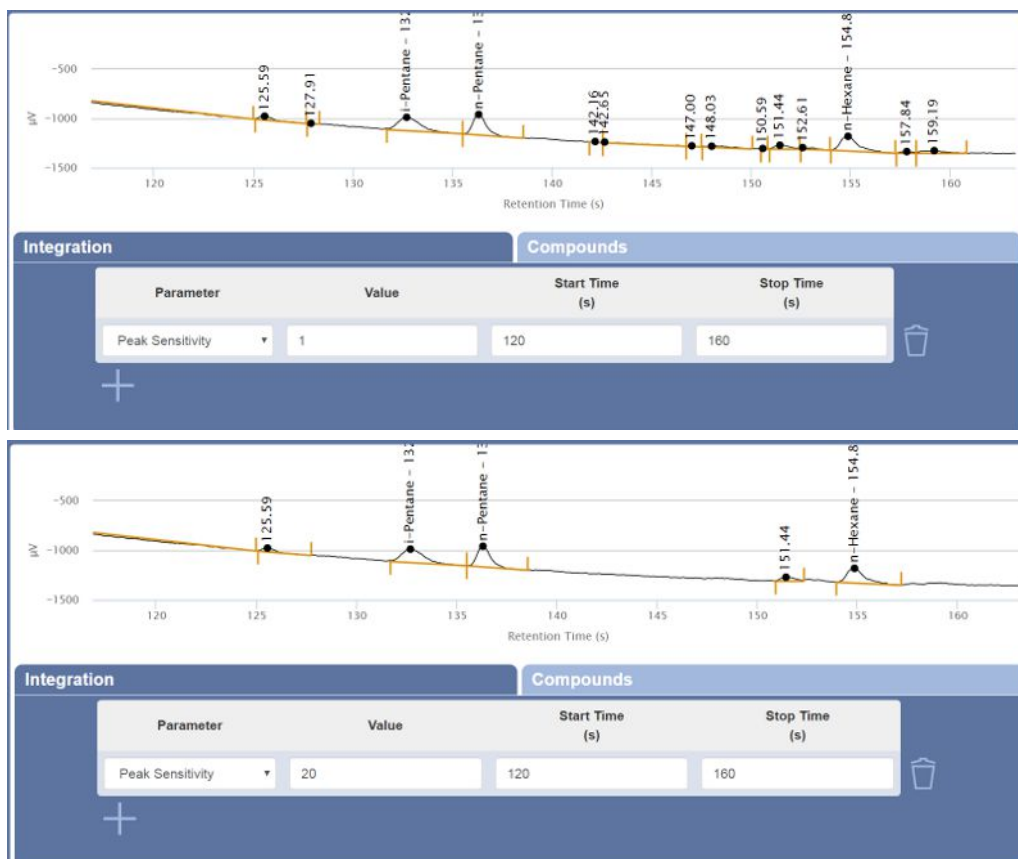 125.59
127.91
i-Pentane - 132
n-Pentane - 13
142.16
142.65
147.00
148.03
150.59
151.44
152.61
n-Hexane - 154.8
157.84
159.19
-500
-1000
-1500
µV
120 125 130 135 140 145 150 155 160
Retention Time (s)
Integration Compounds
Parameter Value Start Time (s) Stop Time (s)
Peak Sensitivity 1 120 160
125.59
i-Pentane - 132
n-Pentane - 13
151.44
n-Hexane - 154.8
-500
-1000
-1500
µV
120 125 130 135 140 145 150 155 160
Retention Time (s)
Integration Compounds
Parameter Value Start Time (s) Stop Time (s)
Peak Sensitivity 20 120 160